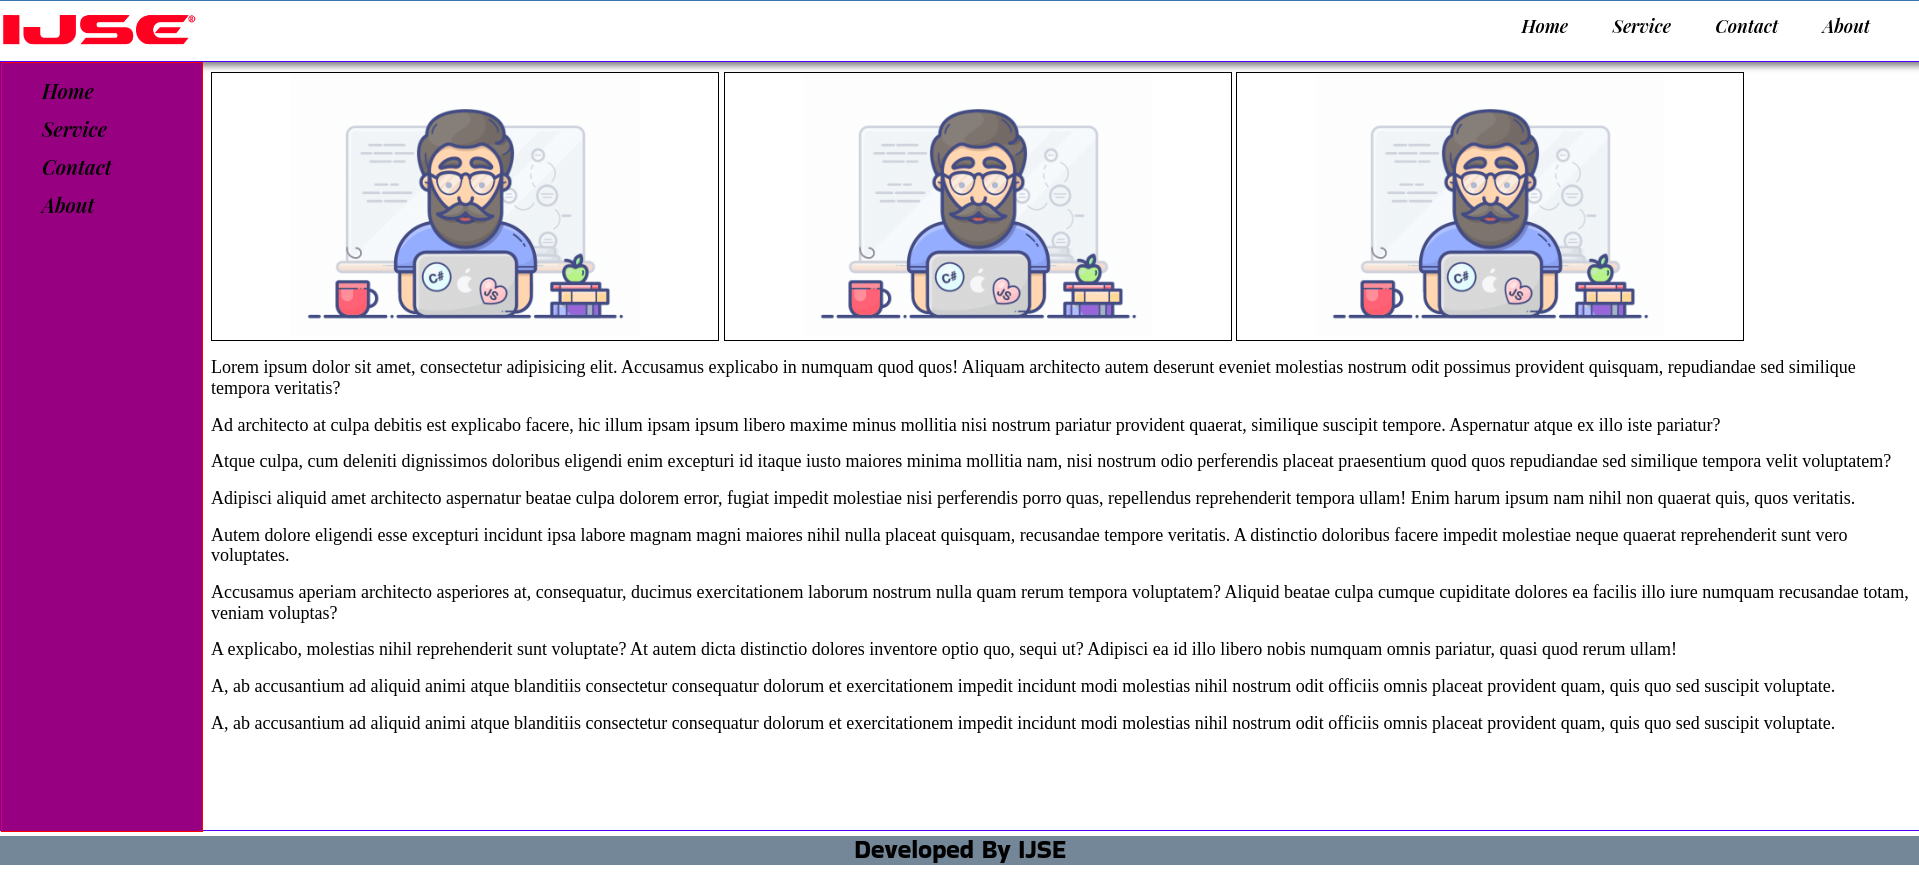 IJSE®
Home Service Contact About
Home
Service
Contact
About
C# JS
C# JS
C# JS
Lorem ipsum dolor sit amet, consectetur adipisicing elit. Accusamus explicabo in numquam quod quos! Aliquam architecto autem deserunt eveniet molestias nostrum odit possimus provident quisquam, repudiandae sed similique
tempora veritatis?
Ad architecto at culpa debitis est explicabo facere, hic illum ipsam ipsum libero maxime minus mollitia nisi nostrum pariatur provident quaerat, similique suscipit tempore. Aspernatur atque ex illo iste pariatur?
Atque culpa, cum deleniti dignissimos doloribus eligendi enim excepturi id itaque iusto maiores minima mollitia nam, nisi nostrum odio perferendis placeat praesentium quod quos repudiandae sed similique tempora velit voluptatem?
Adipisci aliquid amet architecto aspernatur beatae culpa dolorem error, fugiat impedit molestiae nisi perferendis porro quas, repellendus reprehenderit tempora ullam! Enim harum ipsum nam nihil non quaerat quis, quos veritatis.
Autem dolore eligendi esse excepturi incidunt ipsa labore magnam magni maiores nihil nulla placeat quisquam, recusandae tempore veritatis. A distinctio doloribus facere impedit molestiae neque quaerat reprehenderit sunt vero
voluptates.
Accusamus aperiam architecto asperiores at, consequatur, ducimus exercitationem laborum nostrum nulla quam rerum tempora voluptatem? Aliquid beatae culpa cumque cupiditate dolores ea facilis illo iure numquam recusandae totam,
veniam voluptas?
A explicabo, molestias nihil reprehenderit sunt voluptate? At autem dicta distinctio dolores inventore optio quo, sequi ut? Adipisci ea id illo libero nobis numquam omnis pariatur, quasi quod rerum ullam!
A, ab accusantium ad aliquid animi atque blanditiis consectetur consequatur dolorum et exercitationem impedit incidunt modi molestias nihil nostrum odit officiis omnis placeat provident quam, quis quo sed suscipit voluptate.
A, ab accusantium ad aliquid animi atque blanditiis consectetur consequatur dolorum et exercitationem impedit incidunt modi molestias nihil nostrum odit officiis omnis placeat provident quam, quis quo sed suscipit voluptate.
Developed By IJSE